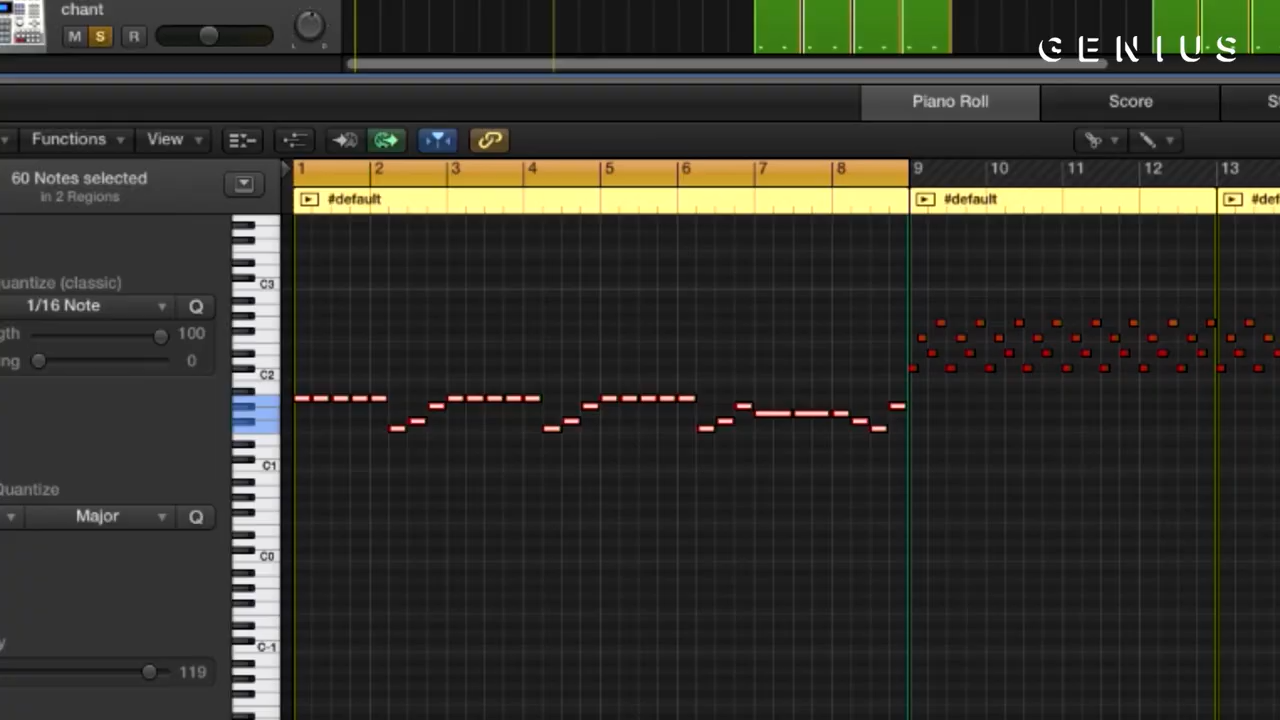 chant
M S R
L R
GENIUS
Piano Roll Score
Functions View
60 Notes selected
in 2 Regions
1 2 3 4 5 6 7 8 9 10 11 12 13
#default #default #def
uantize (classic)
1/16 Note Q
gth 100
ng 0
C3
C2
C1
Quantize
Major Q
C0
y
C-1
119